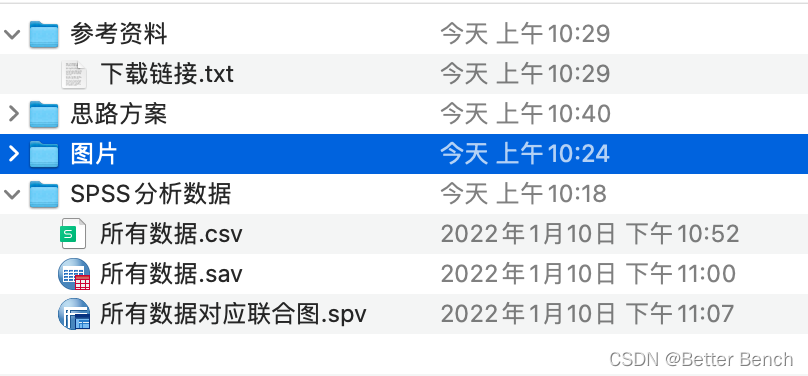 参考资料 今天 上午10:29
下载链接.txt 今天 上午10:29
思路方案 今天 上午10:40
图片 今天 上午10:24
SPSS分析数据 今天 上午10:18
所有数据.csv 2022年1月10日 下午10:52
所有数据.sav 2022年1月10日 下午11:00
所有数据对应联合图.spv 2022年1月10日 下午11:07
CSDN @Better Bench